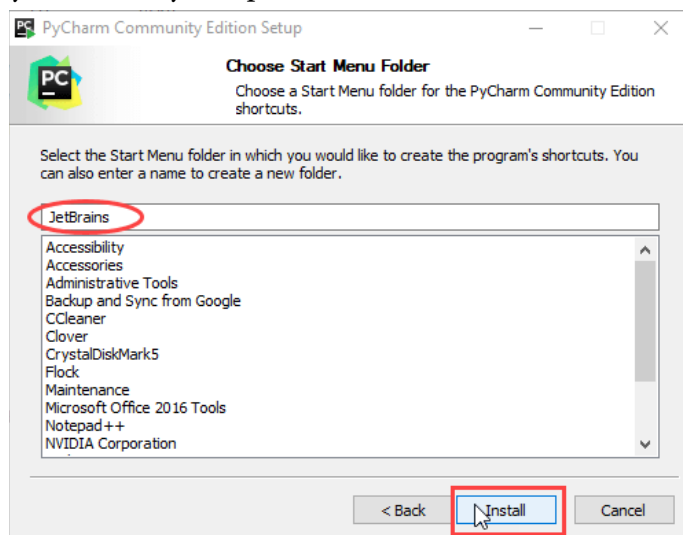 PyCharm Community Edition Setup
PC
Choose Start Menu Folder
Choose a Start Menu folder for the PyCharm Community Edition
shortcuts.
Select the Start Menu folder in which you would like to create the program's shortcuts. You
can also enter a name to create a new folder.
JetBrains
Accessibility
Accessories
Administrative Tools
Backup and Sync from Google
CCleaner
Clover
CrystalDiskMark5
Flock
Maintenance
Microsoft Office 2016 Tools
Notepad++
NVIDIA Corporation
< Back Install Cancel